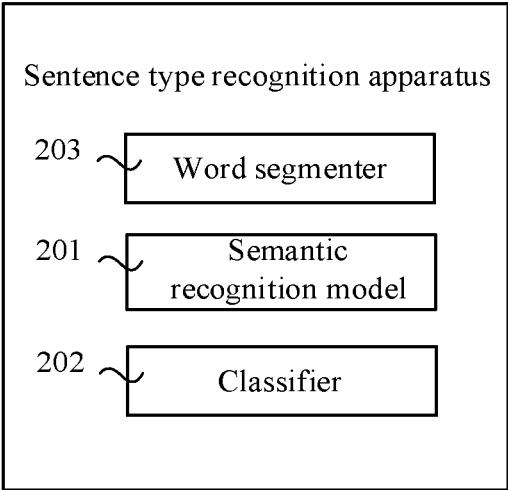 Sentence type recognition apparatus
203
Word segmenter
201
Semantic
recognition model
202
Classifier